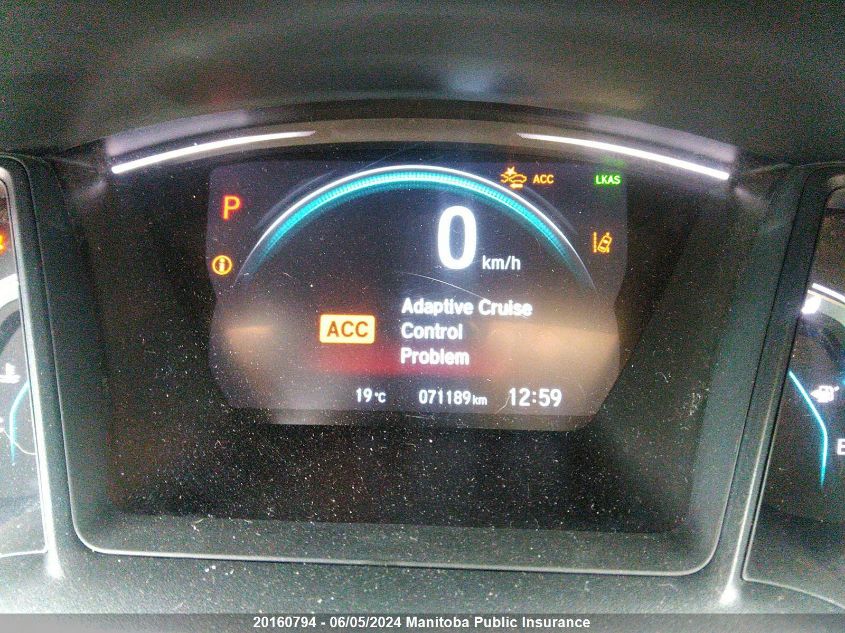 ACC
LKAS
P
0 km/h
ACC
Adaptive Cruise
Control
Problem
19°C 071189km 12:59
20160794 - 06/05/2024 Manitoba Public Insurance